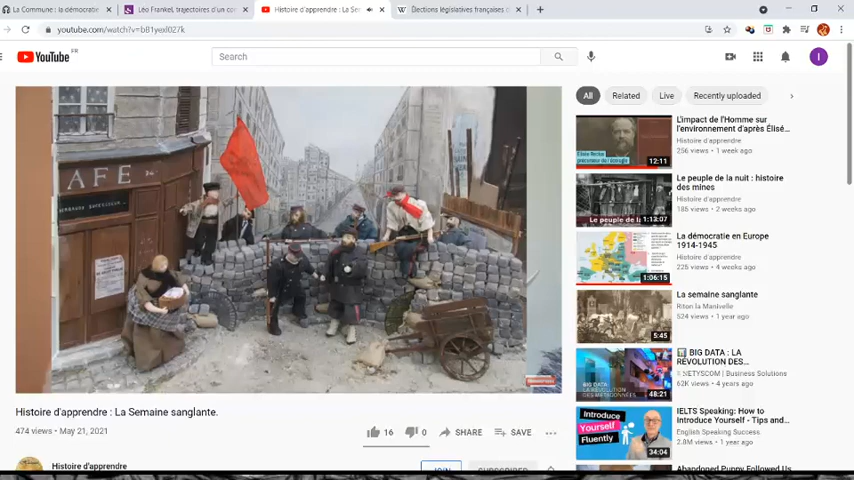 La Commune : la démocratie
Léo Frankel, trajectoires d'un co
Histoire d'apprendre : La Sem
Élections législatives françaises d
youtube.com/watch?v=bB1yexl027k
YouTube FR
Search
I
CAFE
All
Related
Live
Recently uploaded
L'impact de l'Homme sur
l'environnement d'après Élisé...
Histoire d'apprendre
256 views • 1 week ago
12:11
Le peuple de la nuit : histoire
des mines
Histoire d'apprendre
185 views • 2 weeks ago
Le peuple de la
1:13:07
La démocratie en Europe
1914-1945
Histoire d'apprendre
225 views • 4 weeks ago
1:06:15
La semaine sanglante
Riton la Manivelle
524 views • 1 year ago
5:45
BIG DATA : LA
RÉVOLUTION DES...
NETYSCOM | Business Solutions
62K views • 4 years ago
BIG DATA
48:21
IELTS Speaking: How to
Introduce Yourself - Tips and...
English Speaking Success
2.8M views • 1 year ago
Introduce
Yourself
Fluently
34:04
Abandoned Puppy Followed Us
Histoire d'apprendre : La Semaine sanglante.
474 views • May 21, 2021
16
0
SHARE
SAVE
Histoire d'apprendre
JOIN
SUBSCRIBED